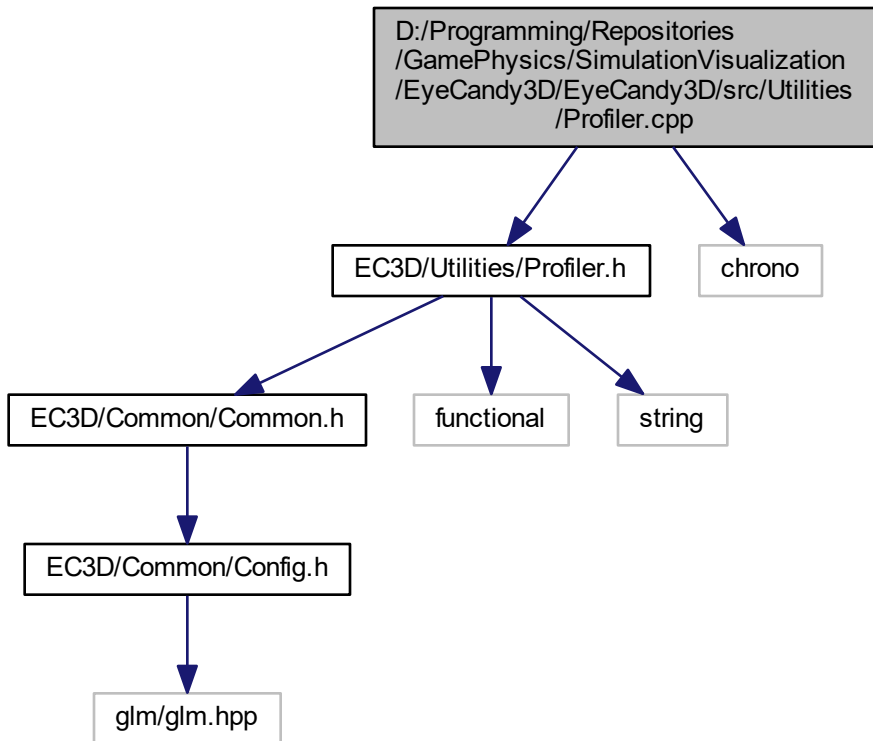 D:/Programming/Repositories
/GamePhysics/SimulationVisualization
/EyeCandy3D/EyeCandy3D/src/Utilities
/Profiler.cpp
EC3D/Utilities/Profiler.h
chrono
EC3D/Common/Common.h
functional
string
EC3D/Common/Config.h
glm/glm.hpp